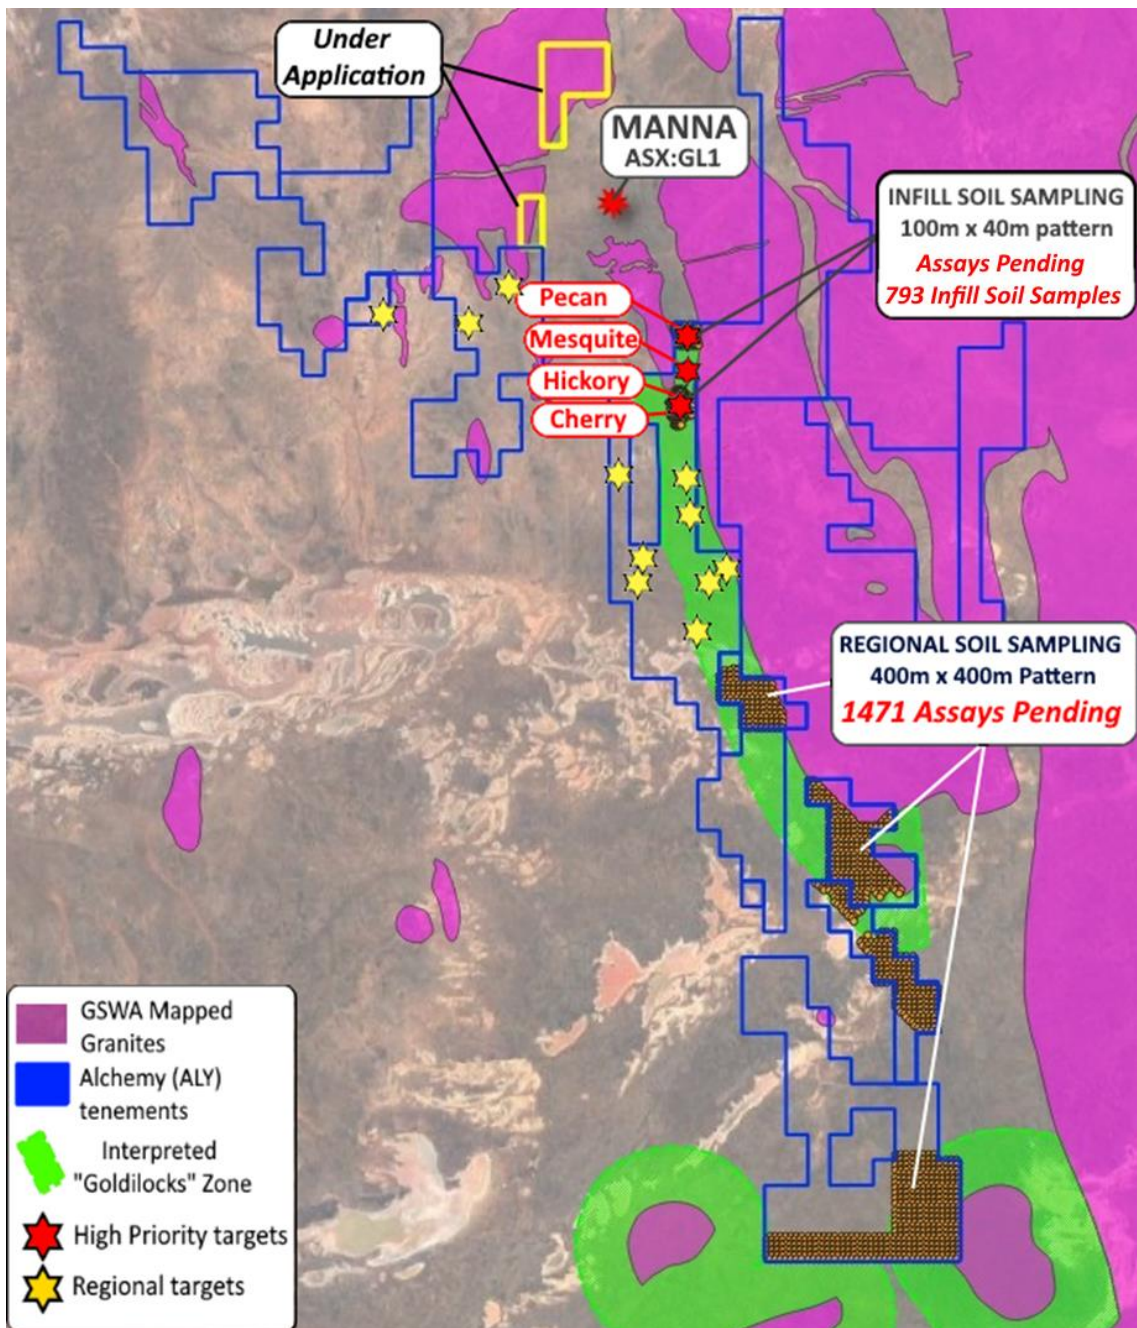 Under
Application
MANNA
ASX:GL1
INFILL SOIL SAMPLING
100m x 40m pattern
Assays Pending
793 Infill Soil Samples
Pecan
Mesquite
Hickory
Cherry
REGIONAL SOIL SAMPLING
400m x 400m Pattern
1471 Assays Pending
GSWA Mapped
Granites
Alchemy (ALY)
tenements
Interpreted
"Goldilocks" Zone
High Priority targets
Regional targets